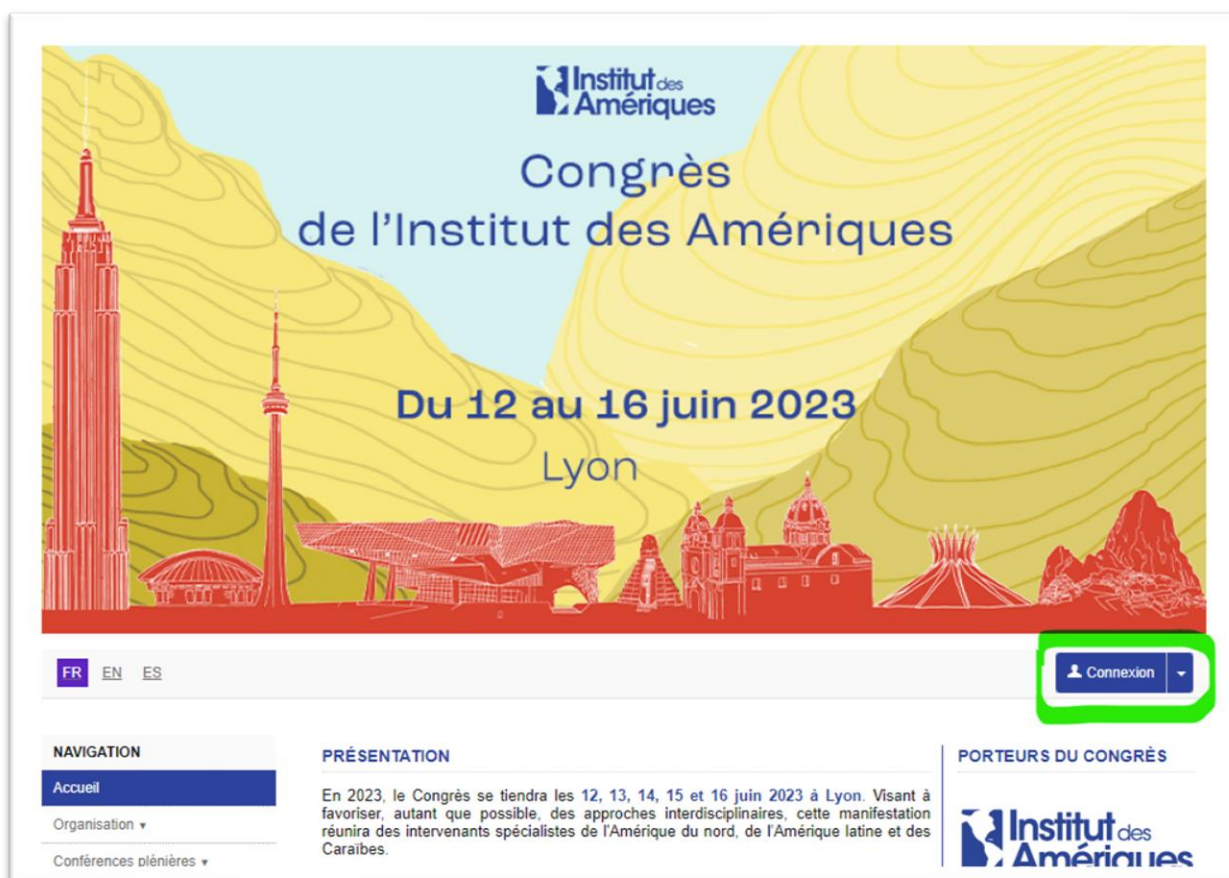 Institut des
Amériques
Congrès
de l'Institut des Amériques
Du 12 au 16 juin 2023
Lyon
FR EN ES
Connexion
NAVIGATION
Accueil
Organisation
Conférences plénières
PRÉSENTATION
En 2023, le Congrès se tiendra les 12, 13, 14, 15 et 16 juin 2023 à Lyon. Visant à
favoriser, autant que possible, des approches interdisciplinaires, cette manifestation
réunira des intervenants spécialistes de l'Amérique du nord, de l'Amérique latine et des
Caraïbes.
PORTEURS DU CONGRÈS
Institut des
Amériques